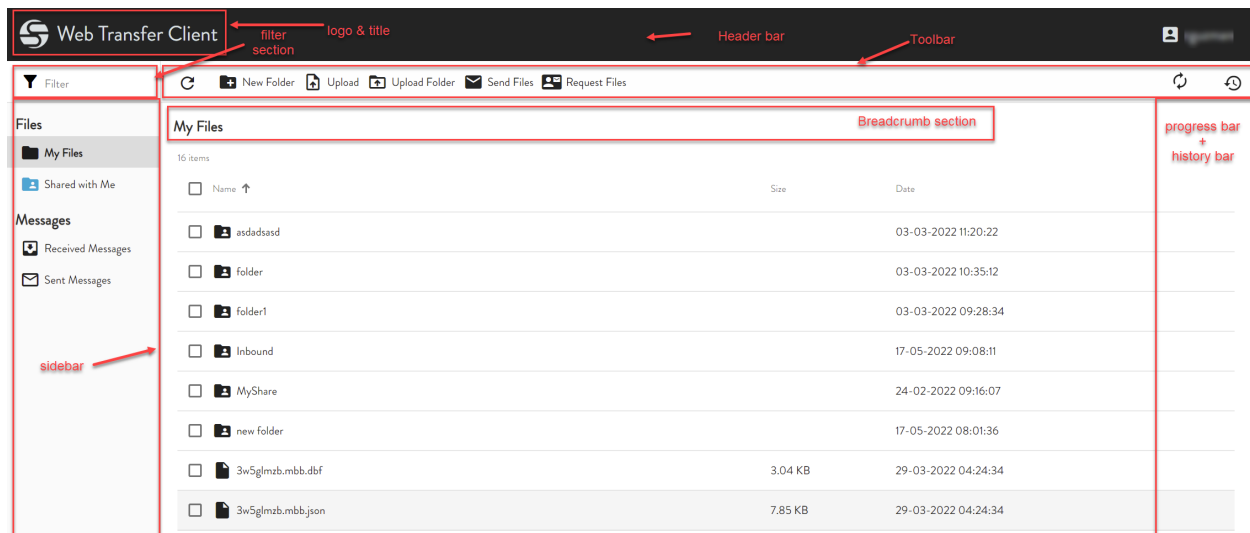 Web Transfer Client
logo & title
filter
section
Header bar
Toolbar
Filter
New Folder Upload Upload Folder Send Files Request Files
Files
My Files
Shared with Me
Messages
Received Messages
Sent Messages
sidebar
My Files
Breadcrumb section
progress bar
+
history bar
16 items
Name Size Date
asdadsasd 03-03-2022 11:20:22
folder 03-03-2022 10:35:12
folder1 03-03-2022 09:28:34
Inbound 17-05-2022 09:08:11
MyShare 24-02-2022 09:16:07
new folder 17-05-2022 08:01:36
3w5glmzb.mbb.dbf 3.04 KB 29-03-2022 04:24:34
3w5glmzb.mbb.json 7.85 KB 29-03-2022 04:24:34